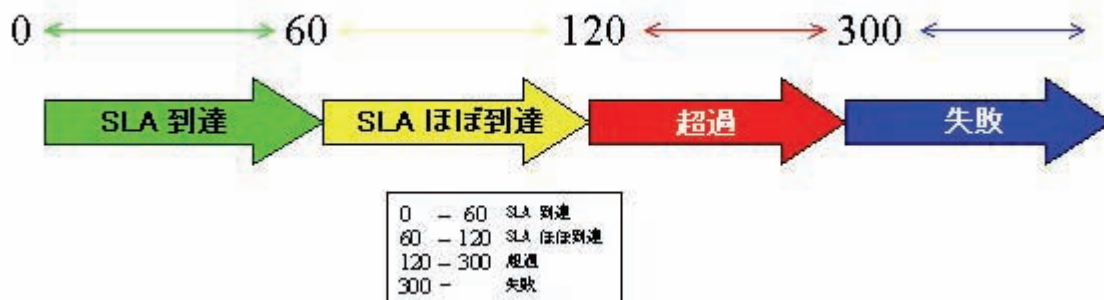 0 60 120 300
SLA 到達 SLA ほぼ到達 超過 失敗
0 – 60 SLA 到達
60 – 120 SLA ほぼ到達
120 – 300 超過
300 – 失敗